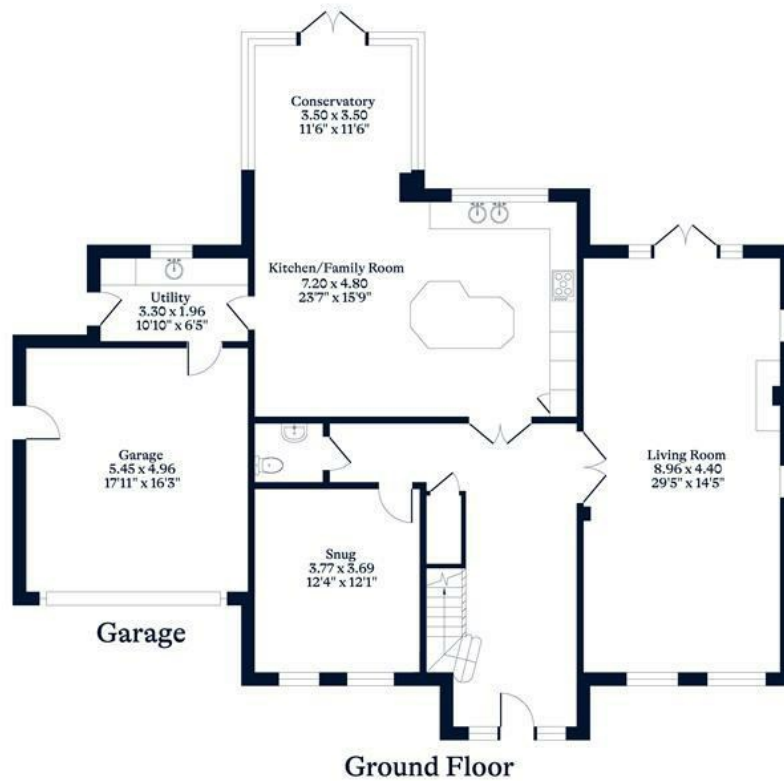 Conservatory
3.50 x 3.50
11'6" x 11'6"
Kitchen/Family Room
7.20 x 4.80
23'7" x 15'9"
Utility
3.30 x 1.96
10'10" x 6'5"
Garage
5.45 x 4.96
17'11" x 16'3"
Living Room
8.96 x 4.40
29'5" x 14'5"
Snug
3.77 x 3.69
12'4" x 12'1"
Garage
Ground Floor